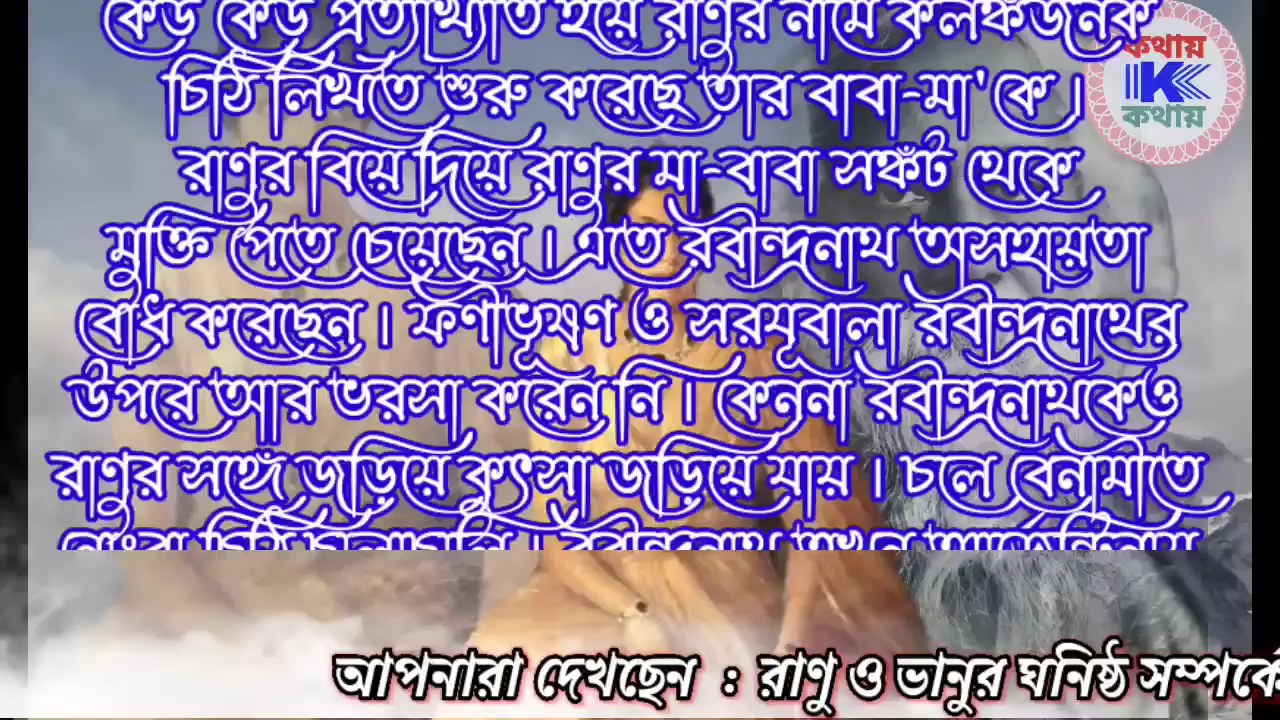 কেউ কেউ প্রত্যাখ্যাত হয়ে রাণুর নামে কলঙ্কজনক
চিঠি লিখতে শুরু করেছে তার বাবা-মা'কে।
রাণুর বিয়ে দিয়ে রাণুর মা-বাবা সঙ্কঁট থেকে
মুক্তি পেতে চেয়েছেন। এতে রবীন্দ্রনাথ অসহায়তা
বোধ করেছেন। ফণীভূষণ ও সরযূবালা রবীন্দ্রনাথের
উপরে আর ভরসা করেন নি। কেননা রবীন্দ্রনাথকেও
রাণুর সঙ্গেঁ জড়িয়ে কুৎসা জড়িয়ে যায়। চলে বেনামীতে
কথায়
K
কথায়
আপনারা দেখছেন : রাণু ও ভানুর ঘনিষ্ঠ সম্পর্কে